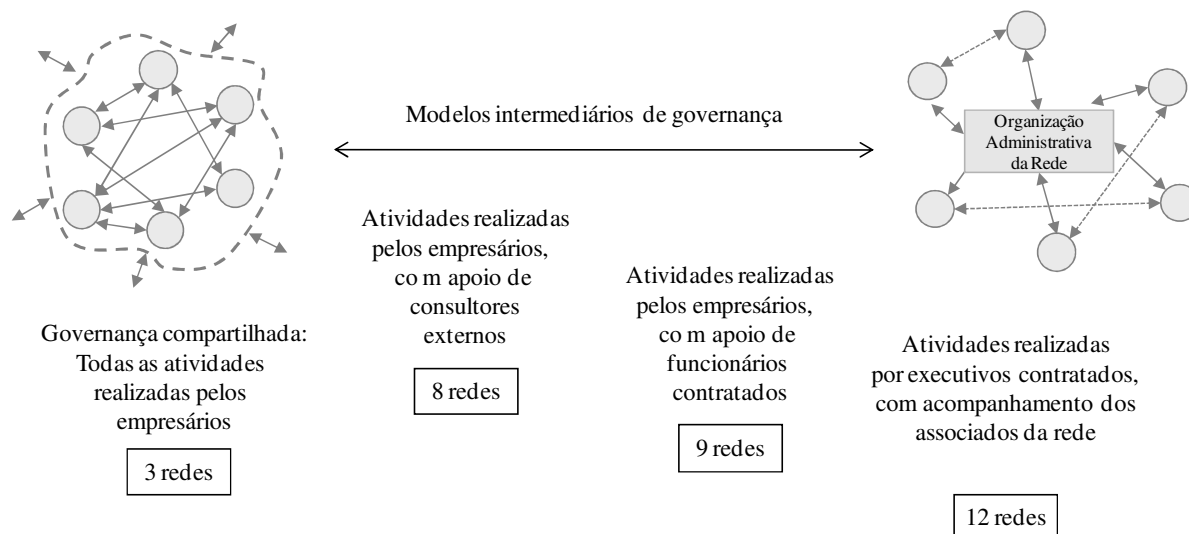 Modelos intermediários de governança
Organização
Administrativa
da Rede
Governança compartilhada:
Todas as atividades
realizadas pelos
empresários
3 redes
Atividades realizadas
pelos empresários,
co m apoio de
consultores
externos
8 redes
Atividades realizadas
pelos empresários,
co m apoio de
funcionários
contratados
9 redes
Atividades realizadas
por executivos contratados,
com acompanhamento dos
associados da rede
12 redes